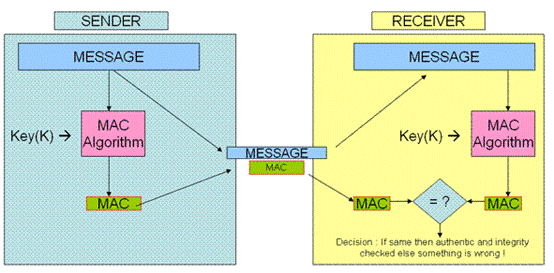 SENDER
MESSAGE
Key(K) →
MAC
Algorithm
MAC
MESSAGE
MAC
RECEIVER
MESSAGE
Key(K) →
MAC
Algorithm
MAC
= ?
MAC
Decision : If same then authentic and integrity
checked else something is wrong !